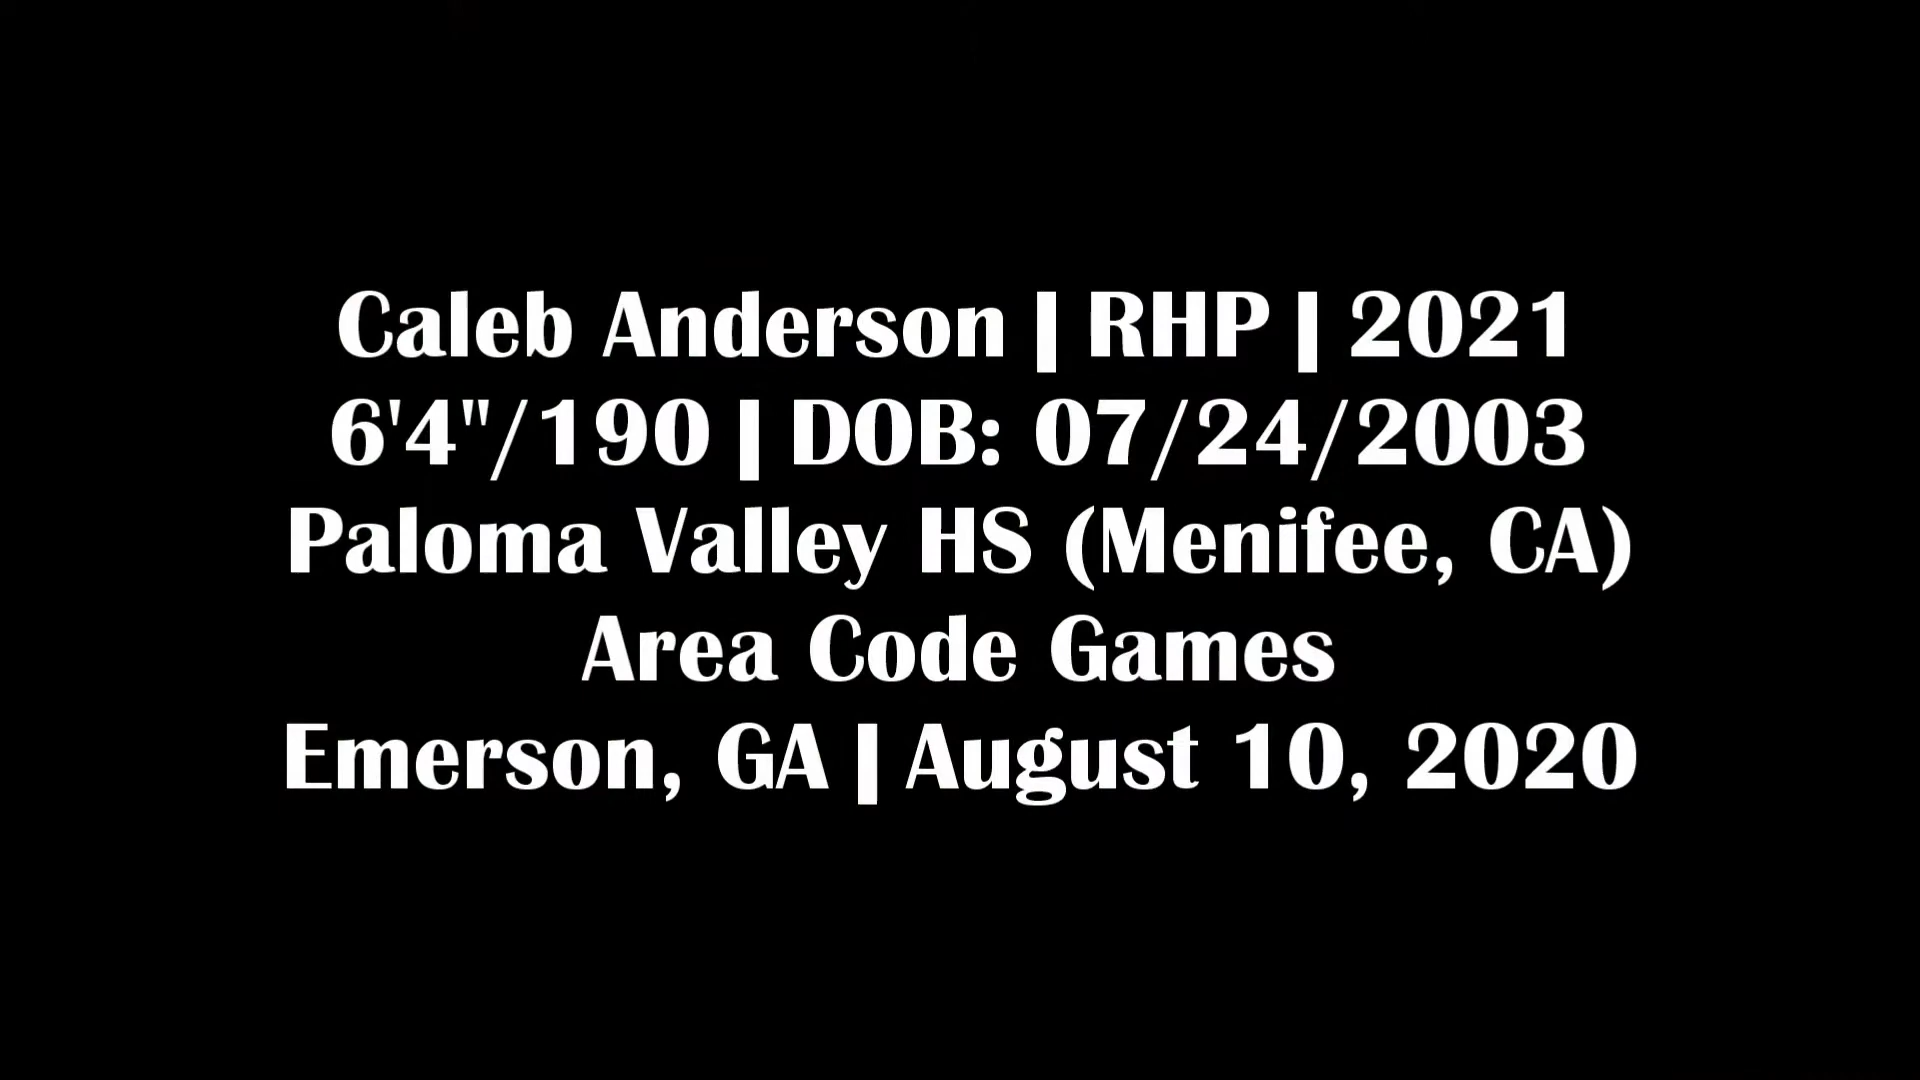 Caleb Anderson | RHP | 2021
6'4"/190 | DOB: 07/24/2003
Paloma Valley HS (Menifee, CA)
Area Code Games
Emerson, GA | August 10, 2020